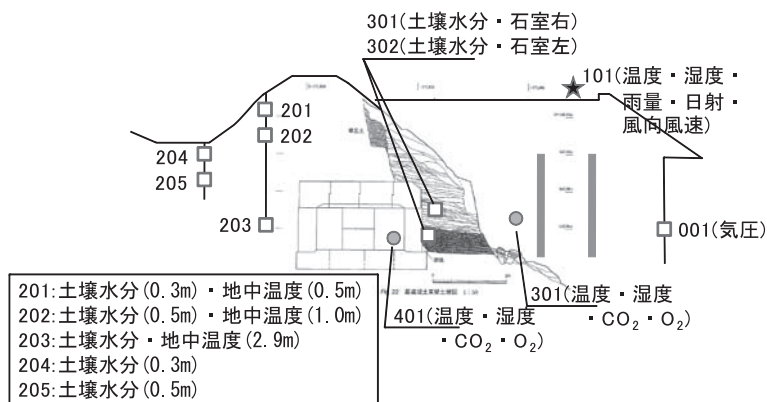 301(土壌水分・石室右)
302(土壌水分・石室左)
101(温度・湿度・
雨量・日射・
風向風速)
201
202
204
205
203
001(気圧)
201:土壌水分(0.3m)・地中温度(0.5m)
202:土壌水分(0.5m)・地中温度(1.0m)
203:土壌水分・地中温度(2.9m)
204:土壌水分(0.3m)
205:土壌水分(0.5m)
401(温度・湿度
・CO₂・O₂)
301(温度・湿度
・CO₂・O₂)